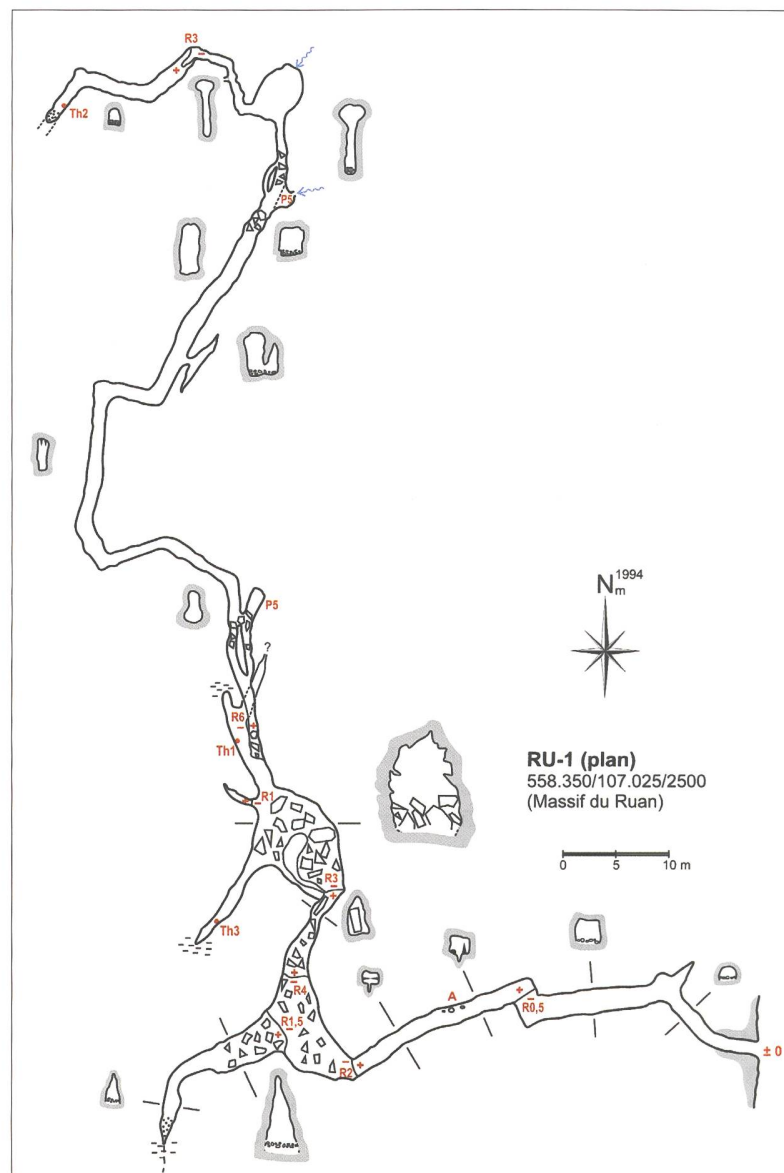 R3
Th2
P5
P5
?
R6
Th1
R1
N
m 1994
RU-1 (plan)
558.350/107.025/2500
(Massif du Ruan)
0 5 10 m
R3
Th3
R4
A
R0,5
R1,5
R2
± 0